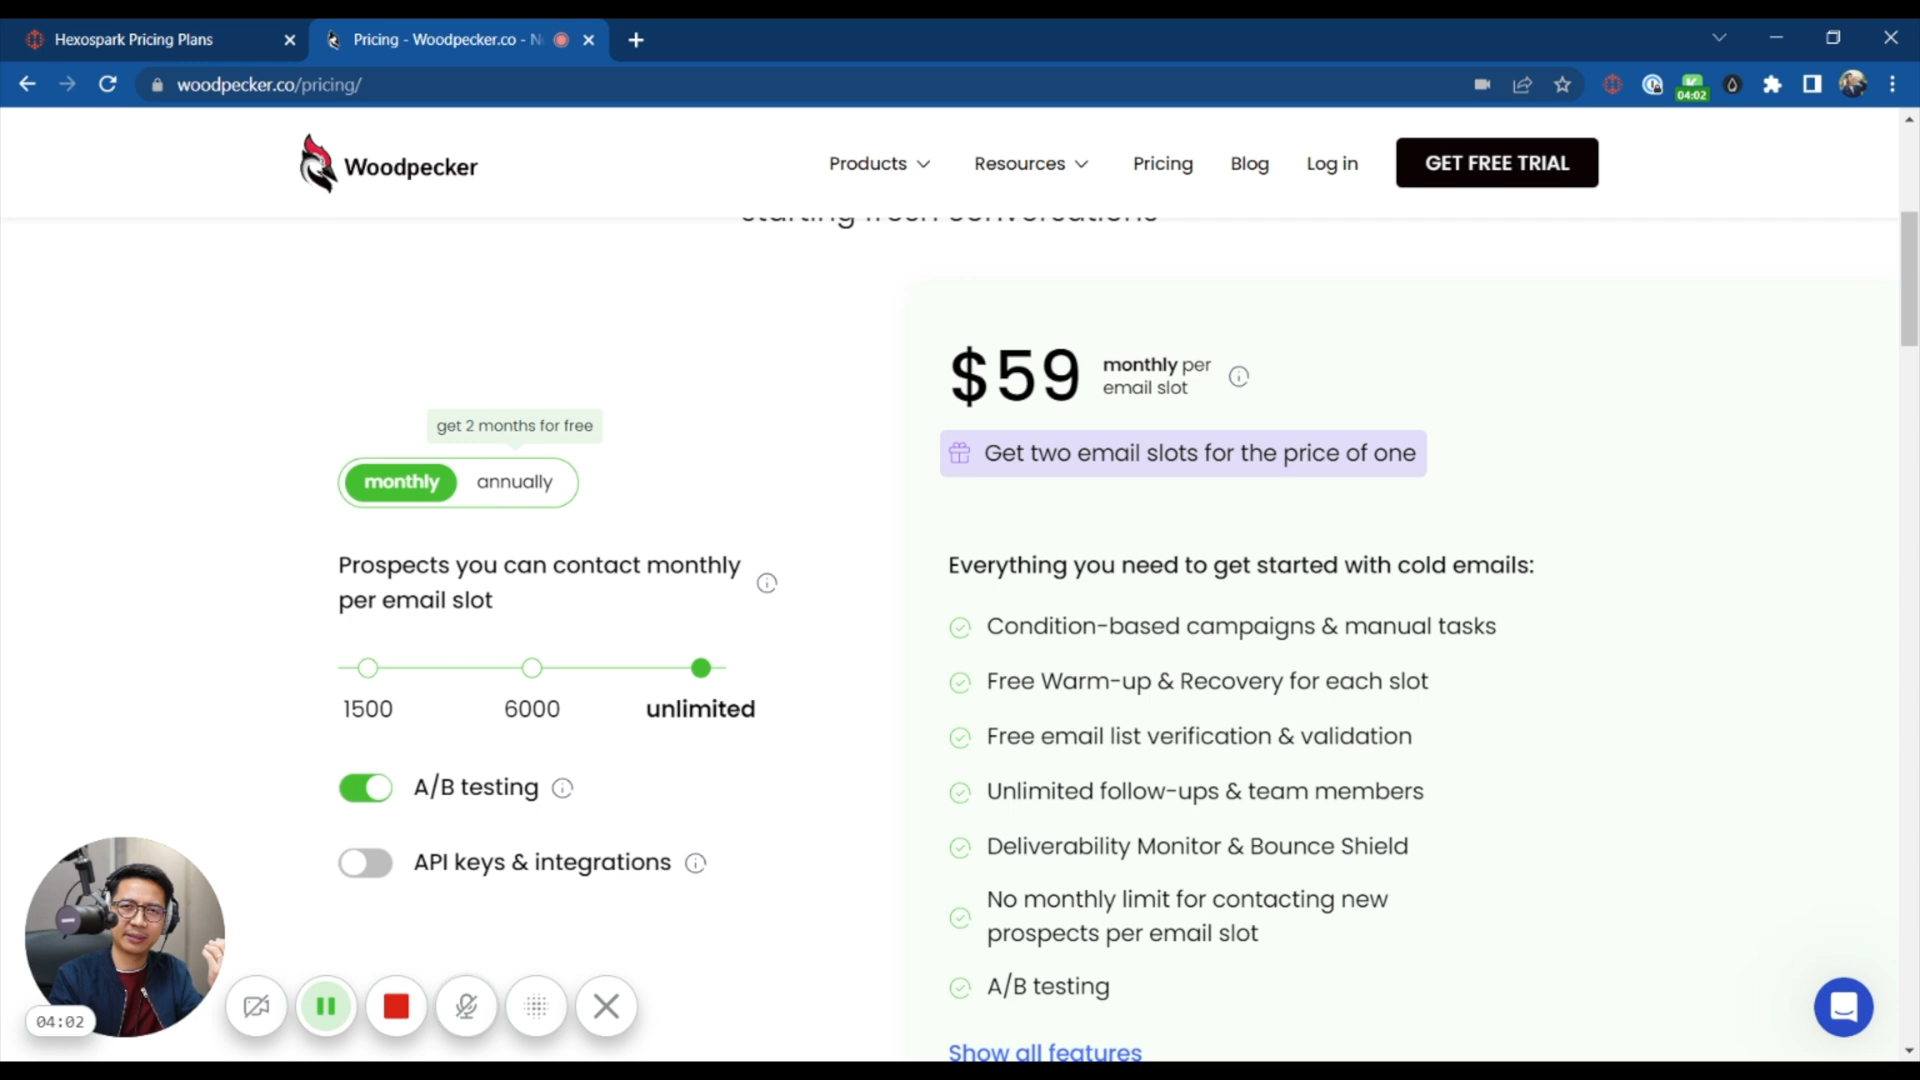 Hexospark Pricing Plans
Pricing - Woodpecker.co - N
woodpecker.co/pricing/
04:02
Woodpecker
Products
Resources
Pricing
Blog
Log in
GET FREE TRIAL
starting fresh conversations
get 2 months for free
monthly
annually
Prospects you can contact monthly
per email slot
1500
6000
unlimited
A/B testing
API keys & integrations
$59
monthly per
email slot
Get two email slots for the price of one
Everything you need to get started with cold emails:
Condition-based campaigns & manual tasks
Free Warm-up & Recovery for each slot
Free email list verification & validation
Unlimited follow-ups & team members
Deliverability Monitor & Bounce Shield
No monthly limit for contacting new
prospects per email slot
A/B testing
Show all features
04:02